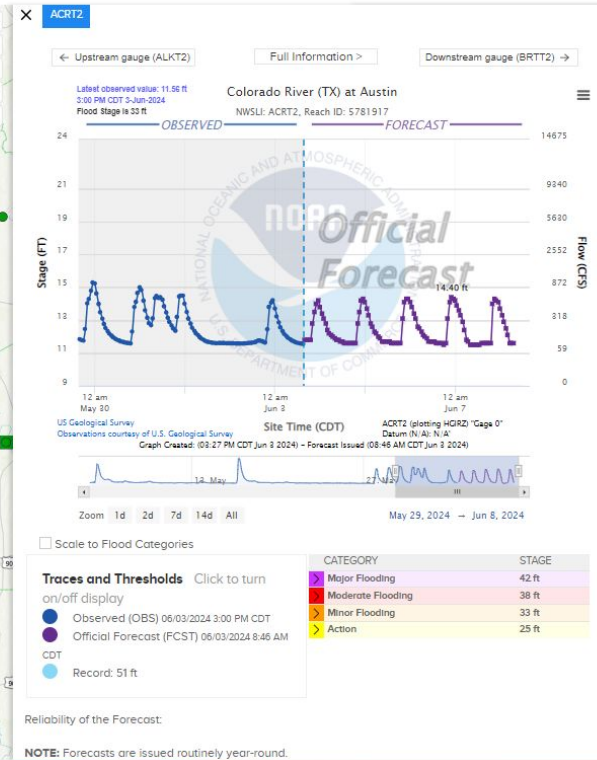 ACRT2
← Upstream gauge (ALKT2)
Full Information >
Downstream gauge (BRTT2) →
Latest observed value: 11.56 ft
3:00 PM CDT 3-Jun-2024
Flood Stage is 33 ft
Colorado River (TX) at Austin
NWSLI: ACRT2, Reach ID: 5781917
OBSERVED
FORECAST
24
21
19
17
15
13
11
9
Stage (FT)
14675
9340
2552
872
318
59
0
Flow (CFS)
NOAA
NATIONAL OCEANIC AND ATMOSPHERIC ADMINISTRATION
U.S. DEPARTMENT OF COMMERCE
Official
Forecast
14.40 ft
12 am
May 30
12 am
Jun 3
12 am
Jun 7
Site Time (CDT)
US Geological Survey
Observations courtesy of U.S. Geological Survey
ACRT2 (plotting HGIRZ) "Gage 0"
Datum (N/A): N/A'
Graph Created: (03:27 PM CDT Jun 3 2024) - Forecast Issued (08:46 AM CDT Jun 3 2024)
13. May
27. May
Zoom 1d 2d 7d 14d All
May 29, 2024 → Jun 8, 2024
Scale to Flood Categories
Traces and Thresholds Click to turn
on/off display
Observed (OBS) 06/03/2024 3:00 PM CDT
Official Forecast (FCST) 06/03/2024 8:46 AM
CDT
Record: 51 ft
CATEGORY STAGE
Major Flooding 42 ft
Moderate Flooding 38 ft
Minor Flooding 33 ft
Action 25 ft
Reliability of the Forecast:
NOTE: Forecasts are issued routinely year-round.